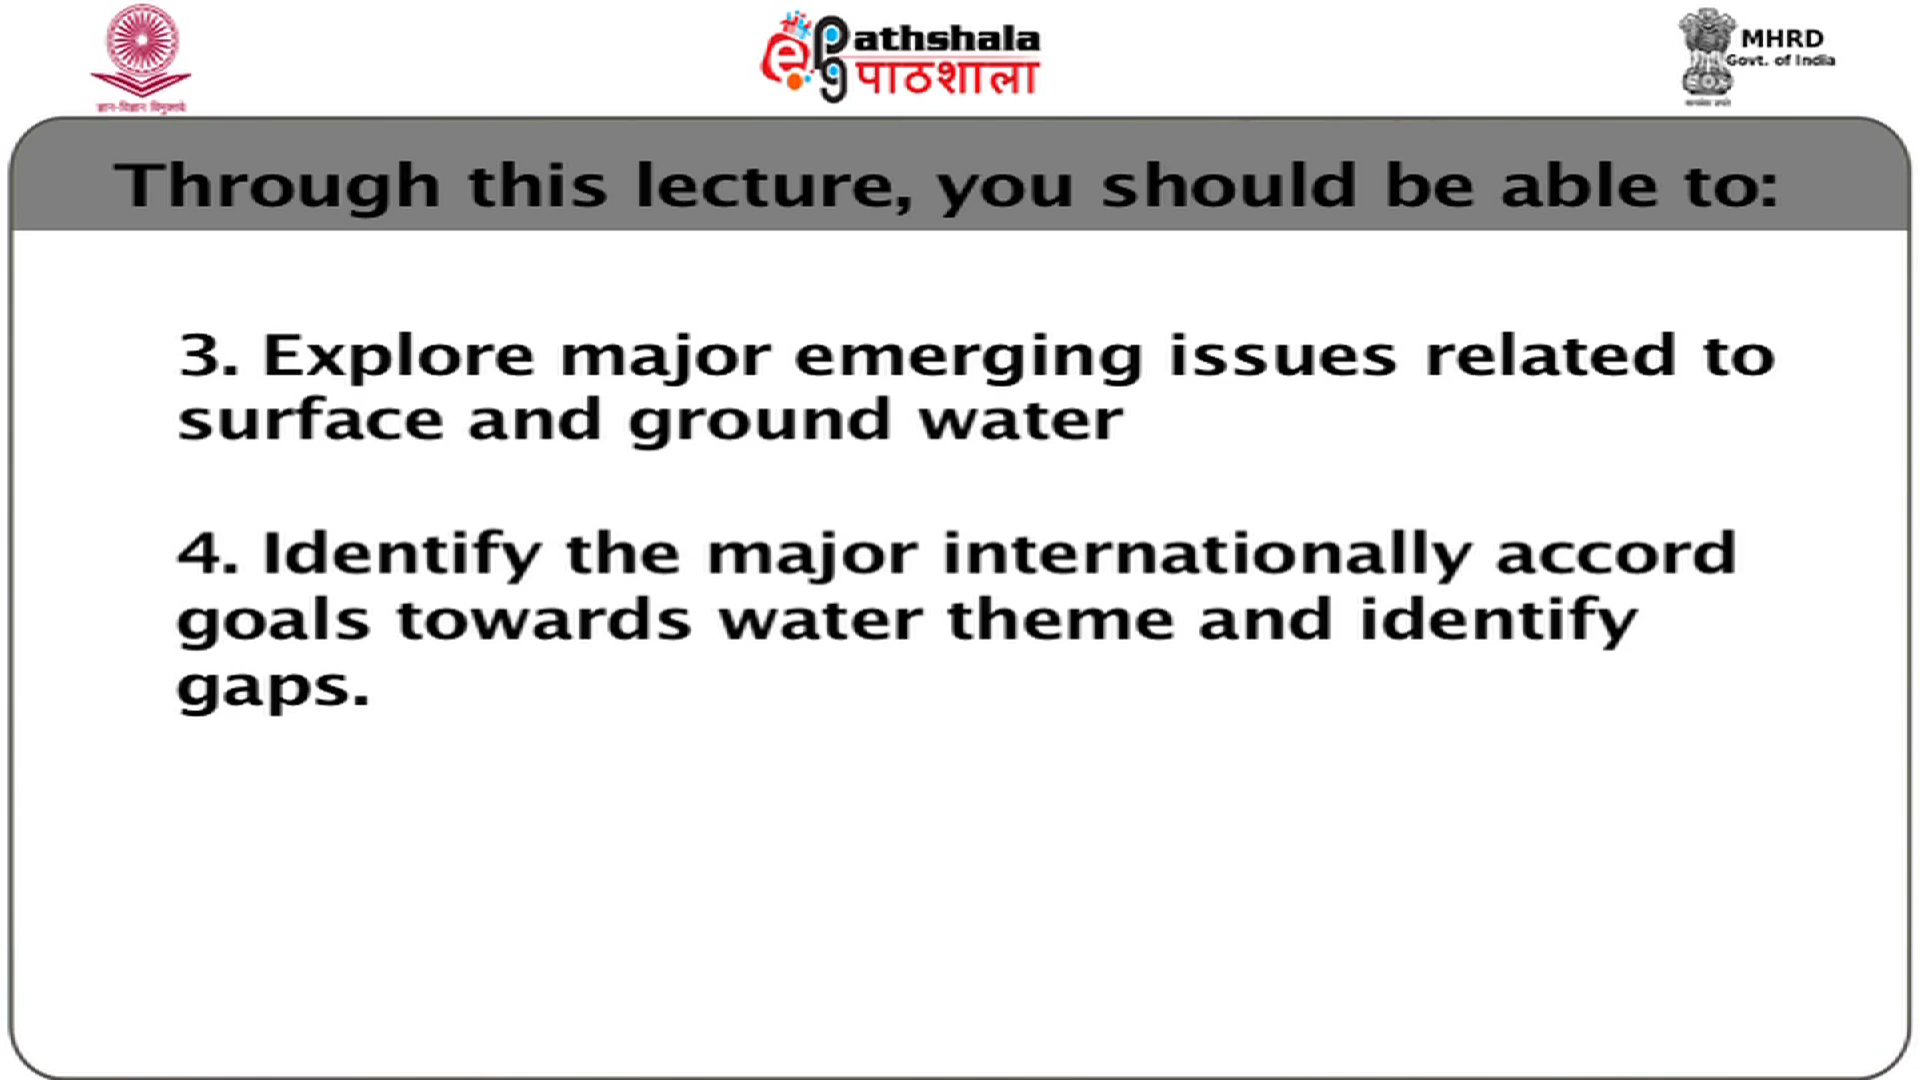 ज्ञान-विज्ञान विमुक्तये
ePg Pathshala
पाठशाला
MHRD
Govt. of India
Through this lecture, you should be able to:
3. Explore major emerging issues related to
surface and ground water
4. Identify the major internationally accord
goals towards water theme and identify
gaps.